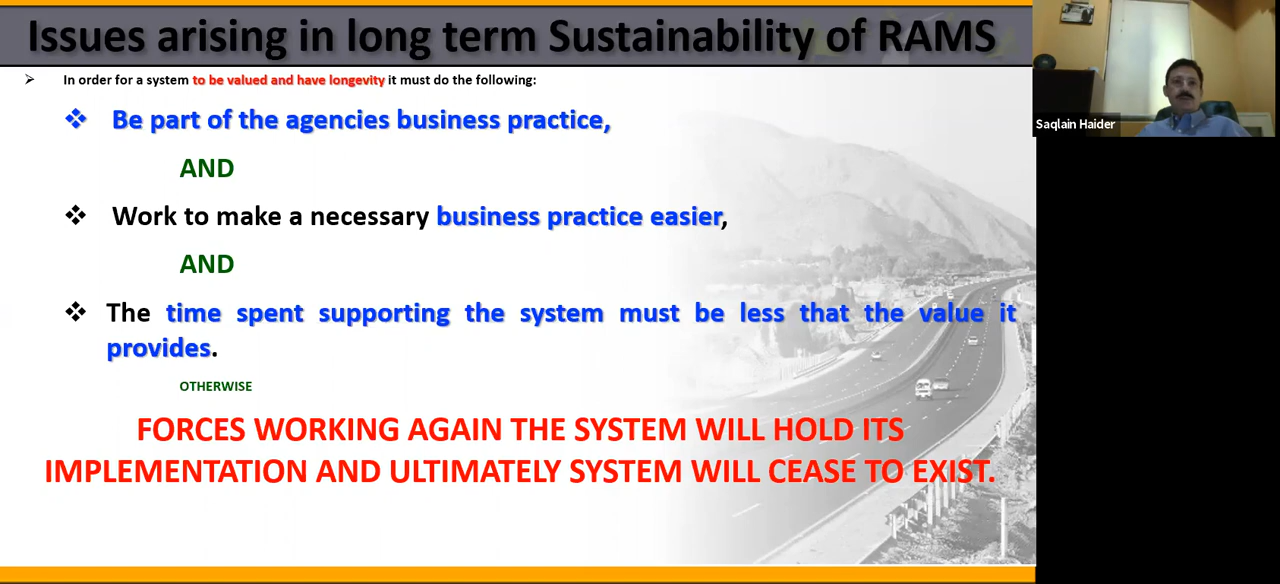 Issues arising in long term Sustainability of RAMS
➢ In order for a system to be valued and have longevity it must do the following:
❖ Be part of the agencies business practice,
AND
❖ Work to make a necessary business practice easier,
AND
❖ The time spent supporting the system must be less that the value it
provides.
OTHERWISE
FORCES WORKING AGAIN THE SYSTEM WILL HOLD ITS
IMPLEMENTATION AND ULTIMATELY SYSTEM WILL CEASE TO EXIST.
Saqlain Haider